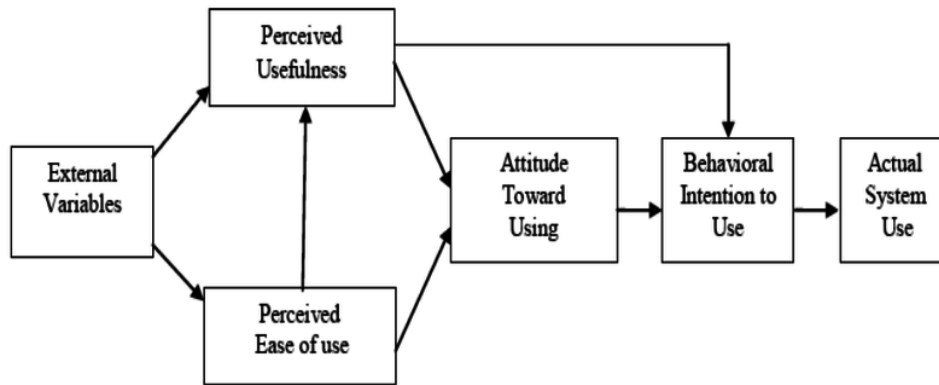 Perceived
Usefulness
External
Variables
Perceived
Ease of use
Attitude
Toward
Using
Behavioral
Intention to
Use
Actual
System
Use